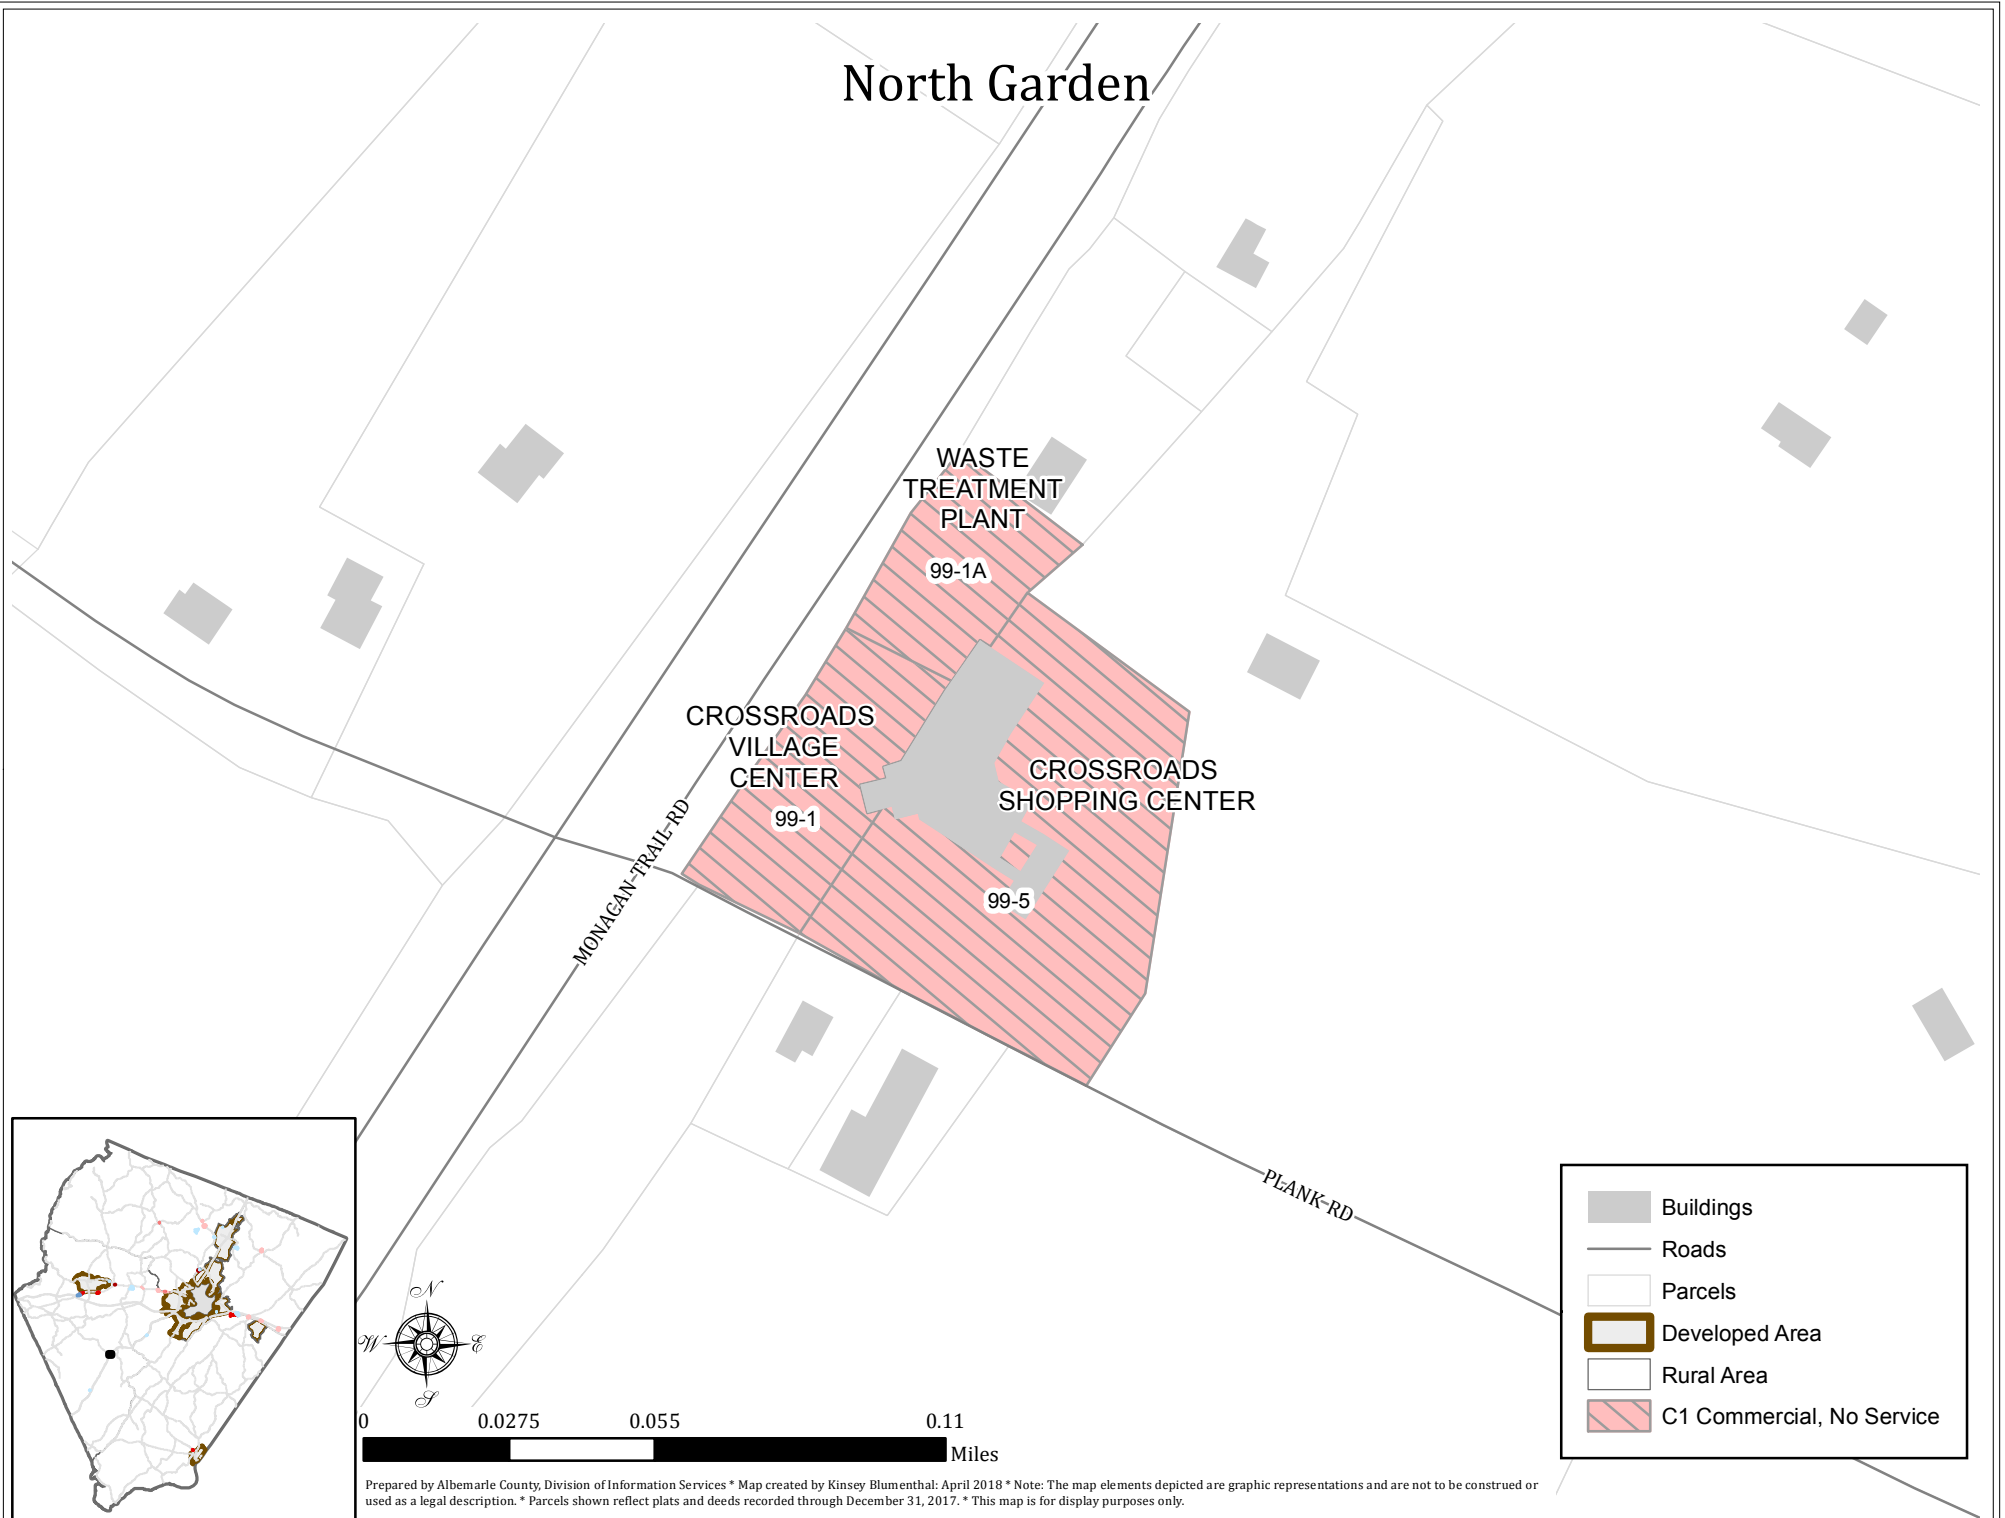 North Garden
WASTE
TREATMENT
PLANT
99-1A
CROSSROADS
VILLAGE
CENTER
99-1
CROSSROADS
SHOPPING CENTER
99-5
MONACAN TRAIL RD
PLANK RD
N
W
E
S
0
0.0275
0.055
0.11
Miles
Buildings
Roads
Parcels
Developed Area
Rural Area
C1 Commercial, No Service
Prepared by Albemarle County, Division of Information Services * Map created by Kinsey Blumenthal: April 2018 * Note: The map elements depicted are graphic representations and are not to be construed or
used as a legal description. * Parcels shown reflect plats and deeds recorded through December 31, 2017. * This map is for display purposes only.